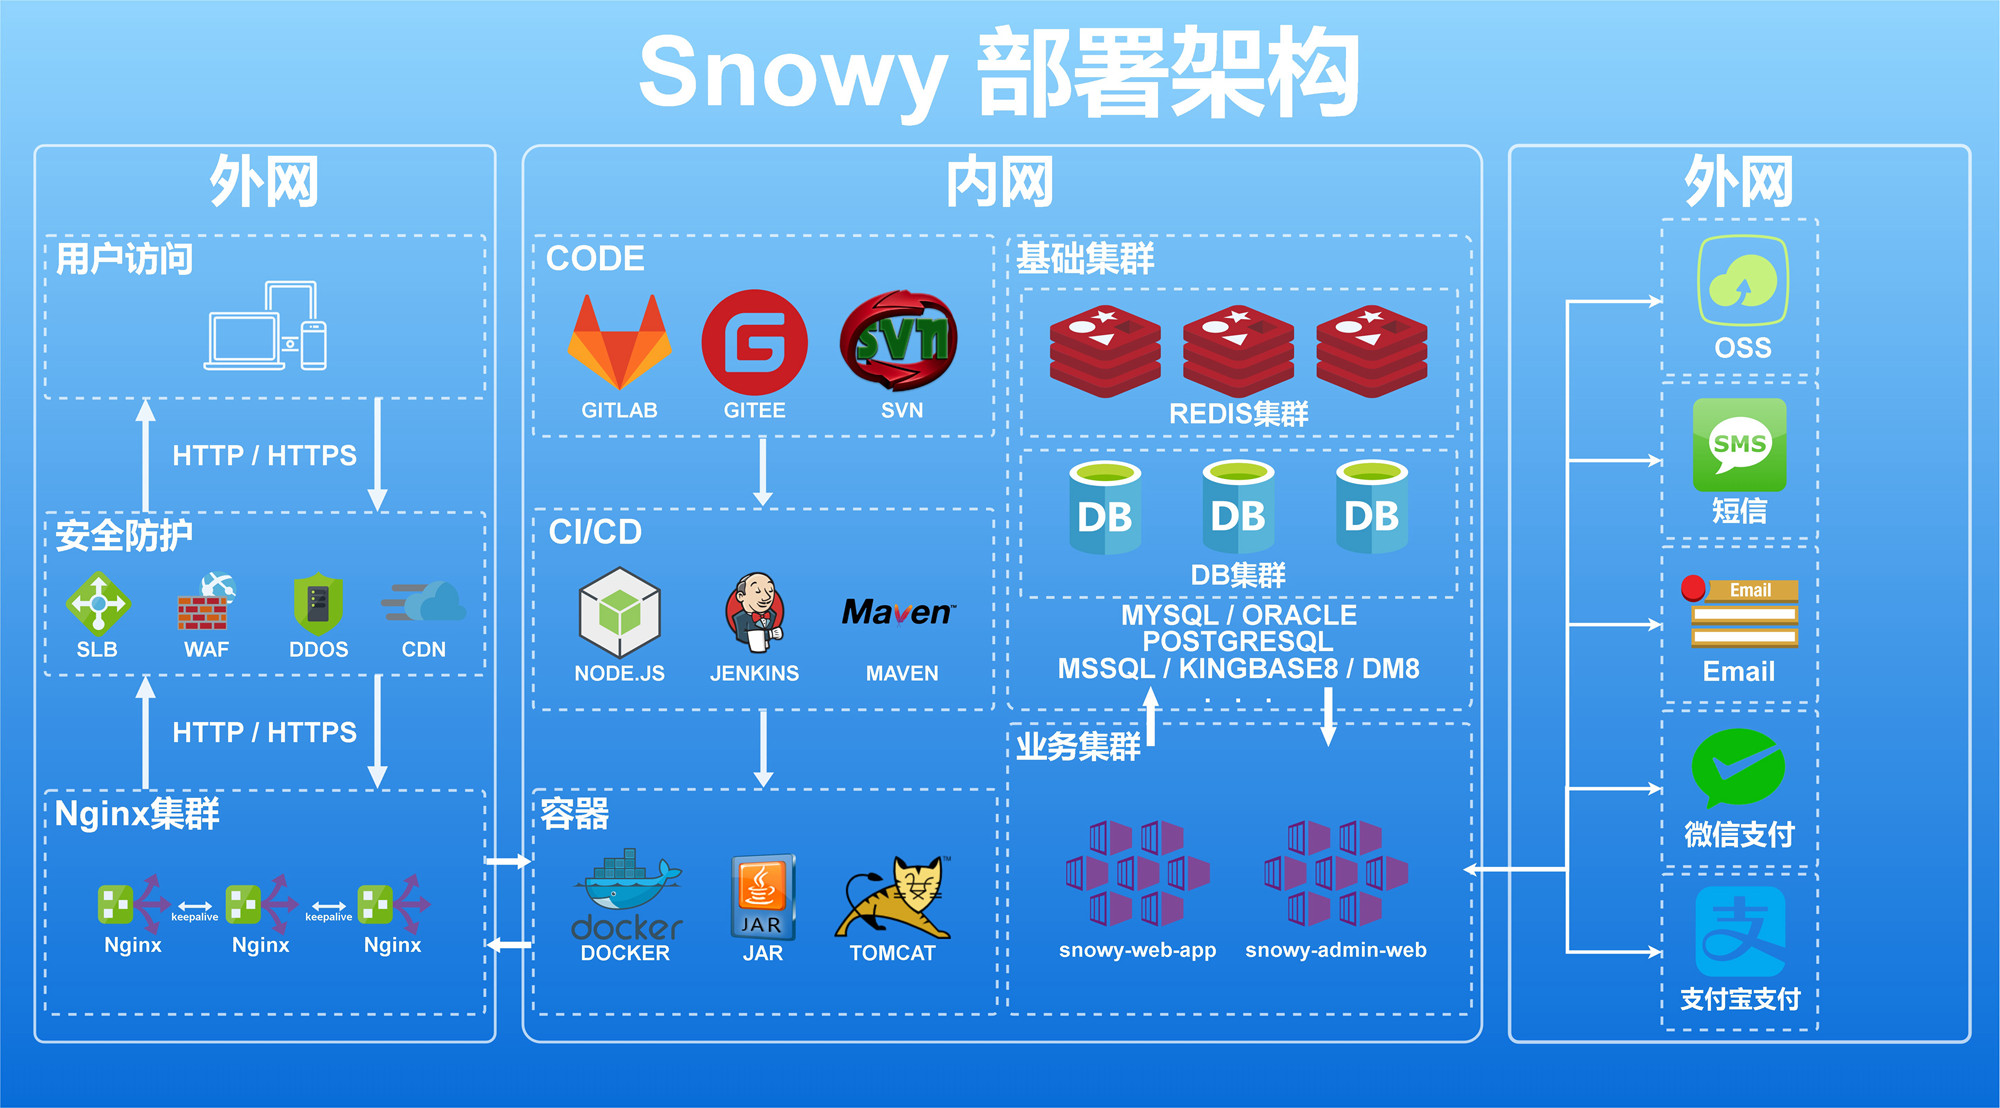 Snowy 部署架构
外网
用户访问
HTTP / HTTPS
安全防护
SLB
WAF
DDOS
CDN
HTTP / HTTPS
Nginx集群
keepalive
keepalive
Nginx
Nginx
Nginx
内网
CODE
SVN
GITLAB
GITEE
SVN
CI/CD
Maven™
NODE.JS
JENKINS
MAVEN
容器
docker
JAR
TM
DOCKER
JAR
TOMCAT
基础集群
REDIS集群
DB
DB
DB
DB集群
MYSQL / ORACLE
POSTGRESQL
MSSQL / KINGBASE8 / DM8
. . .
业务集群
snowy-web-app
snowy-admin-web
外网
OSS
SMS
短信
Email
Email
微信支付
支
支付宝支付